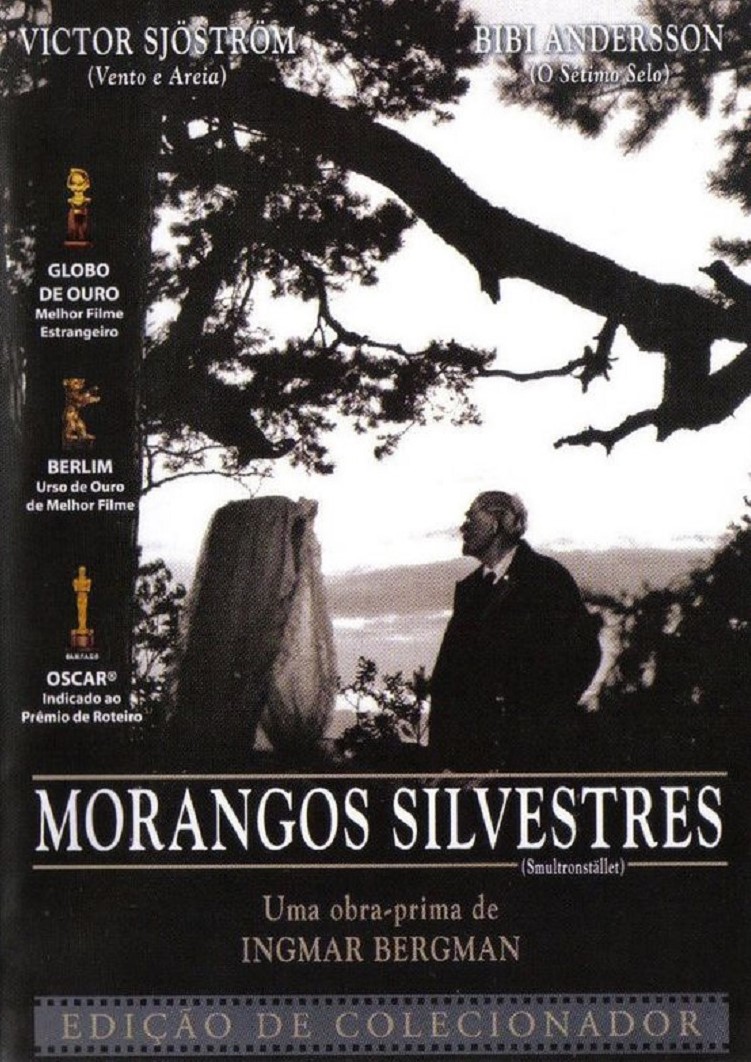 VICTOR SJÖSTRÖM
(Vento e Areia)
BIBI ANDERSSON
(O Sétimo Selo)
GLOBO
DE OURO
Melhor Filme
Estrangeiro
BERLIM
Urso de Ouro
de Melhor Filme
OSCAR®
Indicado ao
Prêmio de Roteiro
MORANGOS SILVESTRES
(Smultronstället)
Uma obra-prima de
INGMAR BERGMAN
EDIÇÃO DE COLECIONADOR